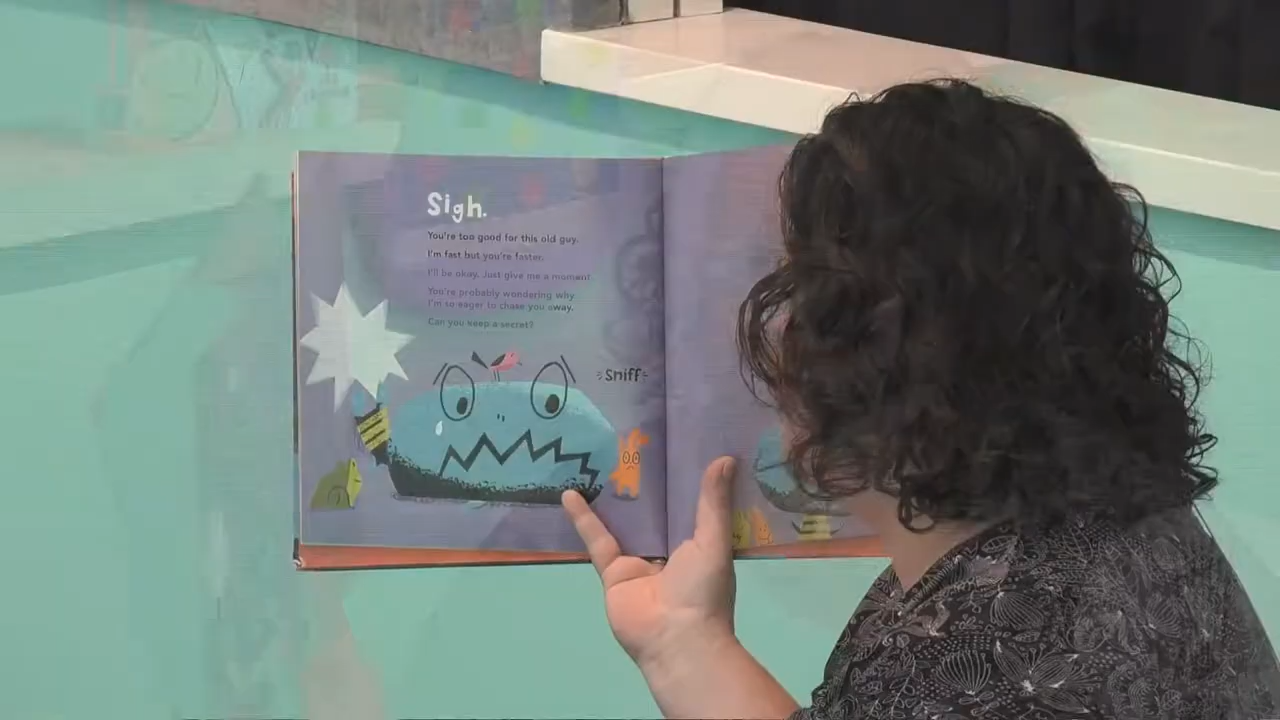 Sigh.
You're too good for this old guy.
I'm fast but you're faster.
I'll be okay. Just give me a moment.
You're probably wondering why
I'm so eager to chase you away.
Can you keep a secret?
Sniff